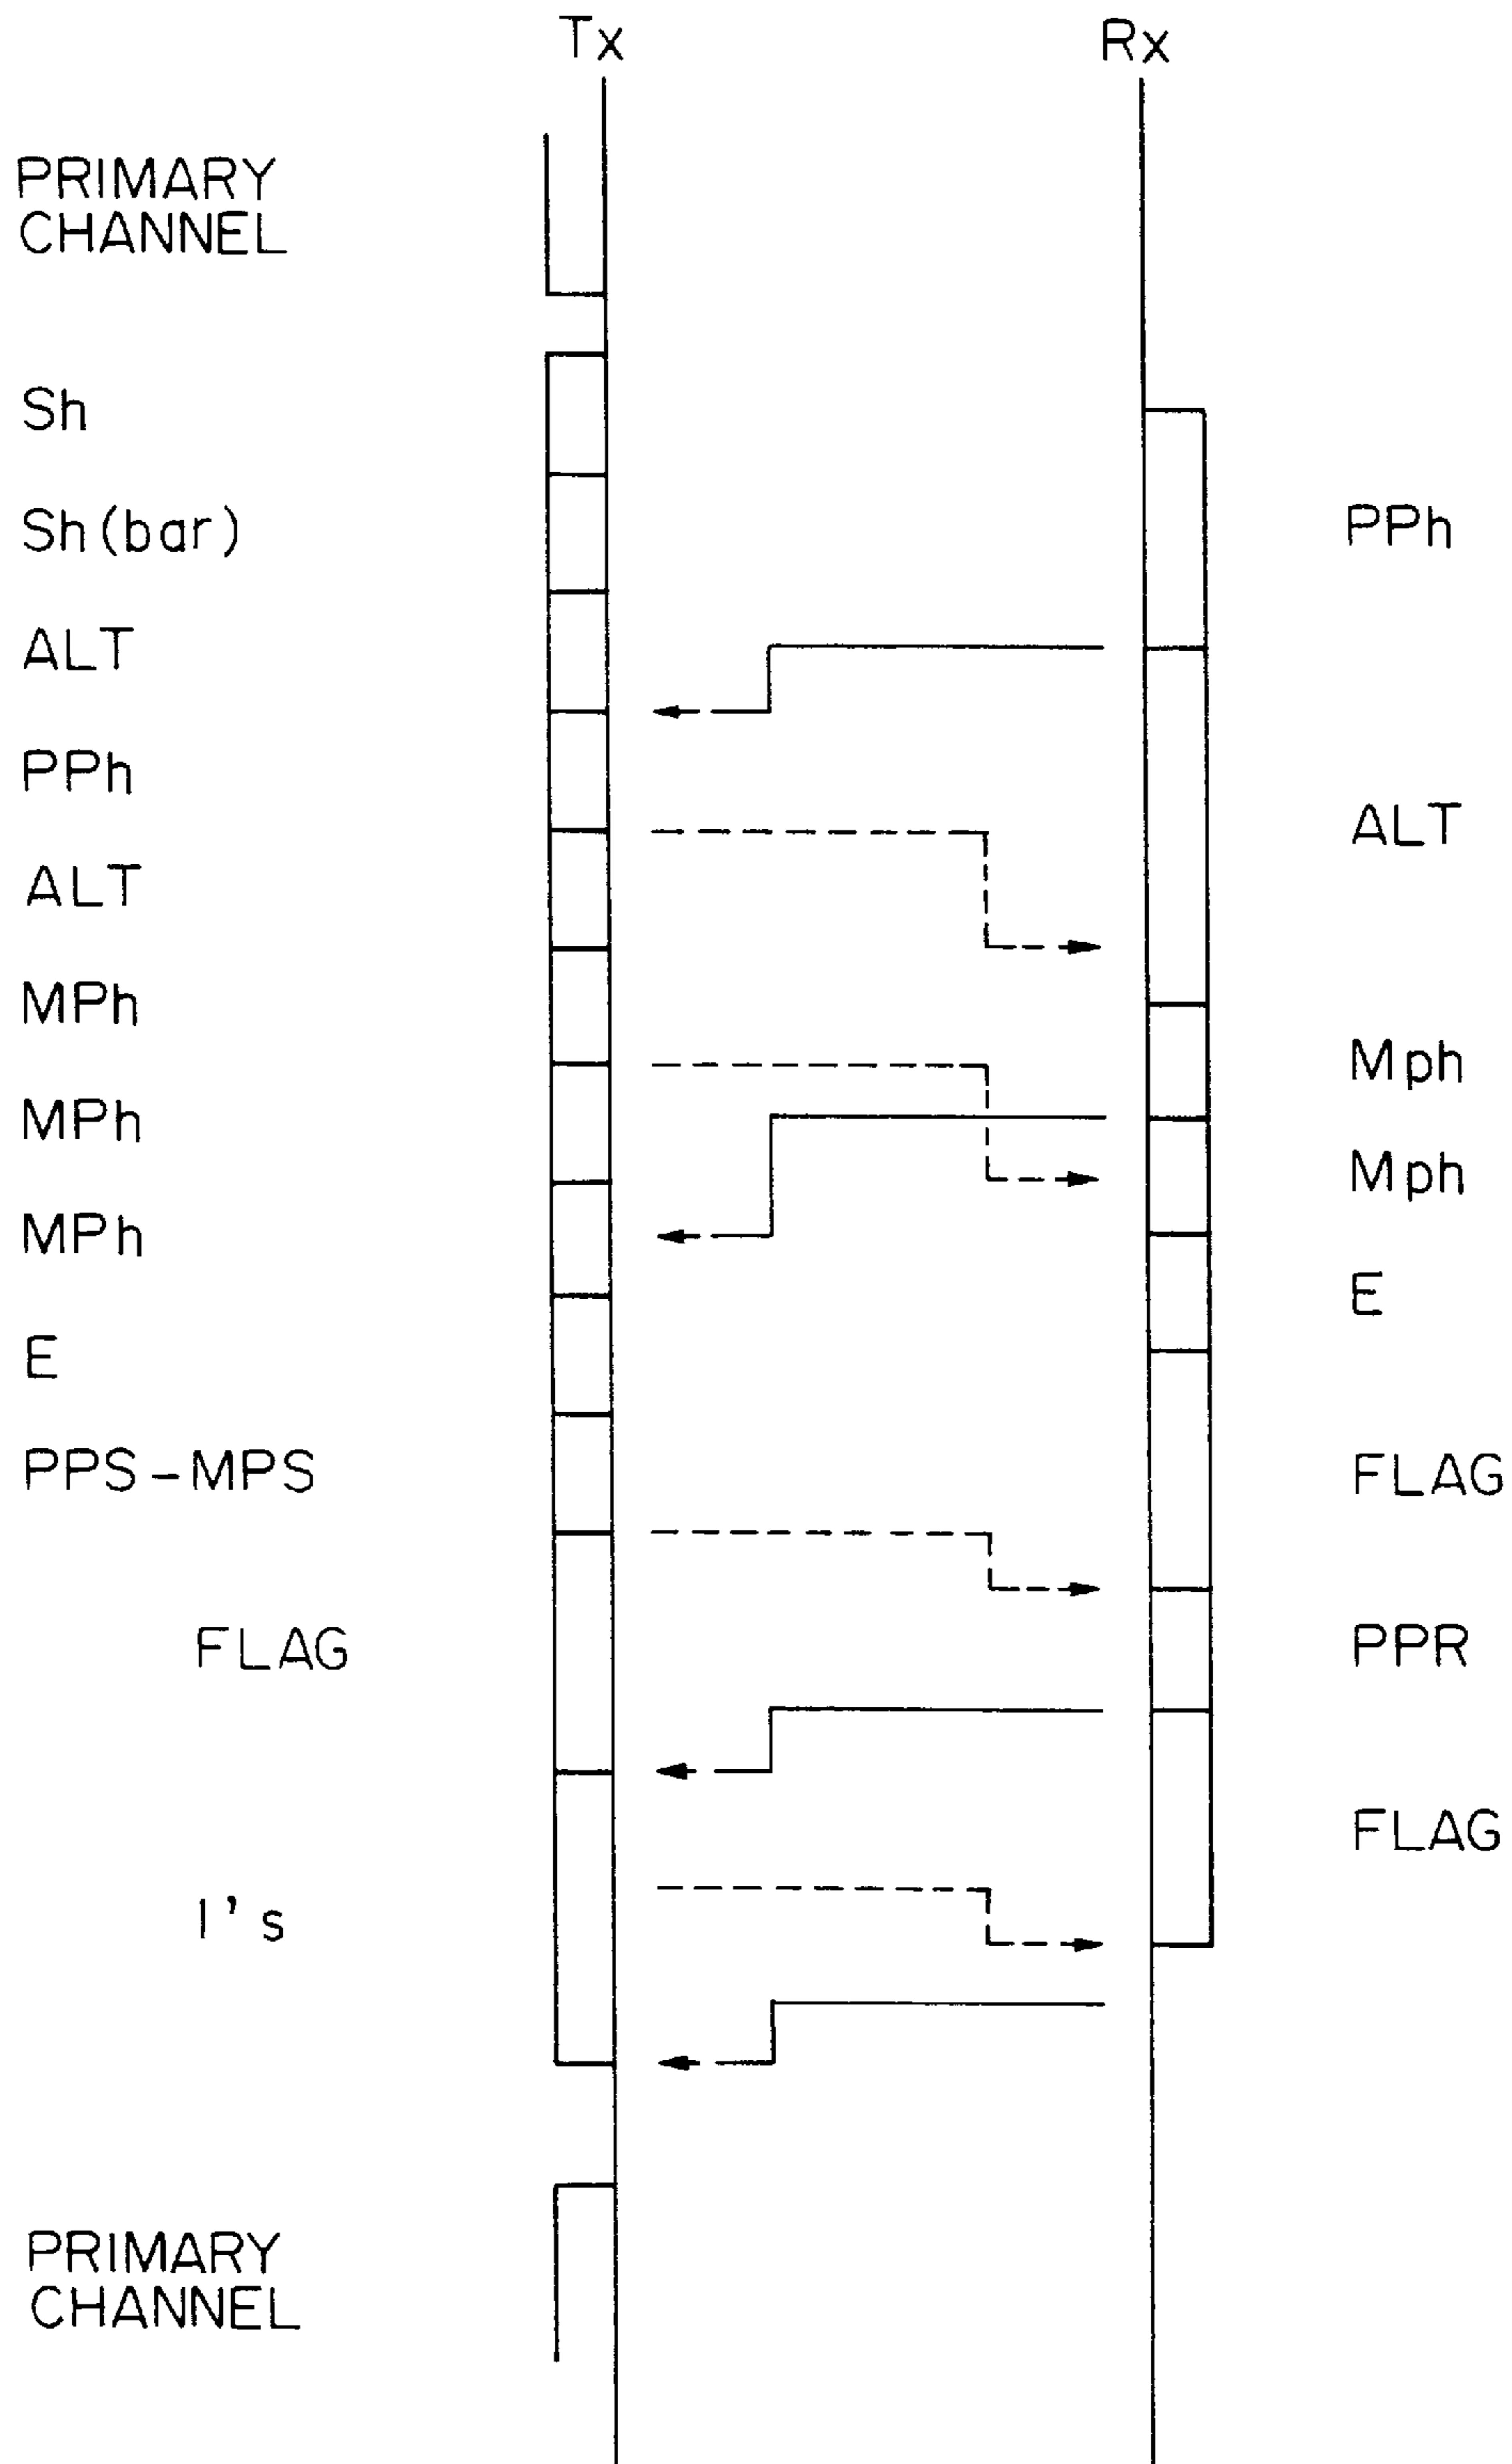 Tx
Rx
PRIMARY
CHANNEL
Sh
Sh(bar)
PPh
ALT
PPh
ALT
ALT
MPh
Mph
MPh
Mph
MPh
E
E
PPS-MPS
FLAG
FLAG
PPR
FLAG
1's
PRIMARY
CHANNEL